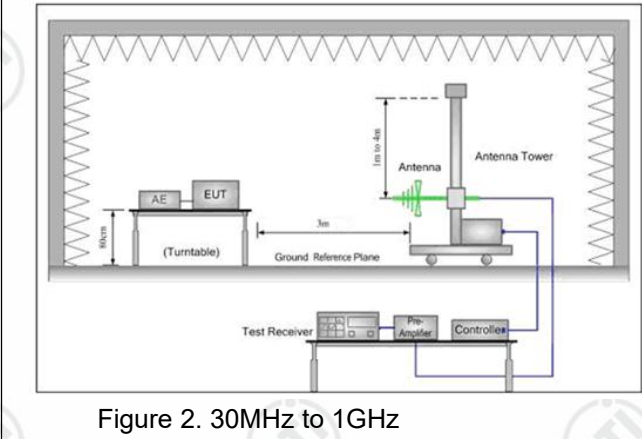 1m to 4m
Antenna Tower
Antenna
AE
EUT
3m
80cm
(Turntable)
Ground Reference Plane
Test Receiver
Pre-
Amplifier
Controller
Figure 2. 30MHz to 1GHz